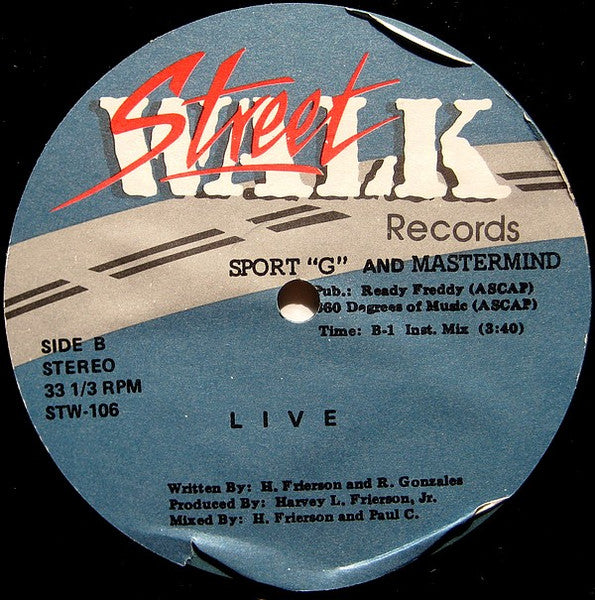 Street
WALK
Records
SPORT "G" AND MASTERMIND
Pub.: Ready Freddy (ASCAP)
360 Degrees of Music (ASCAP)
Time: B-1 Inst. Mix (3:40)
SIDE B
STEREO
33 1/3 RPM
STW-106
LIVE
Written By: H. Frierson and R. Gonzales
Produced By: Harvey L. Frierson, Jr.
Mixed By: H. Frierson and Paul C.